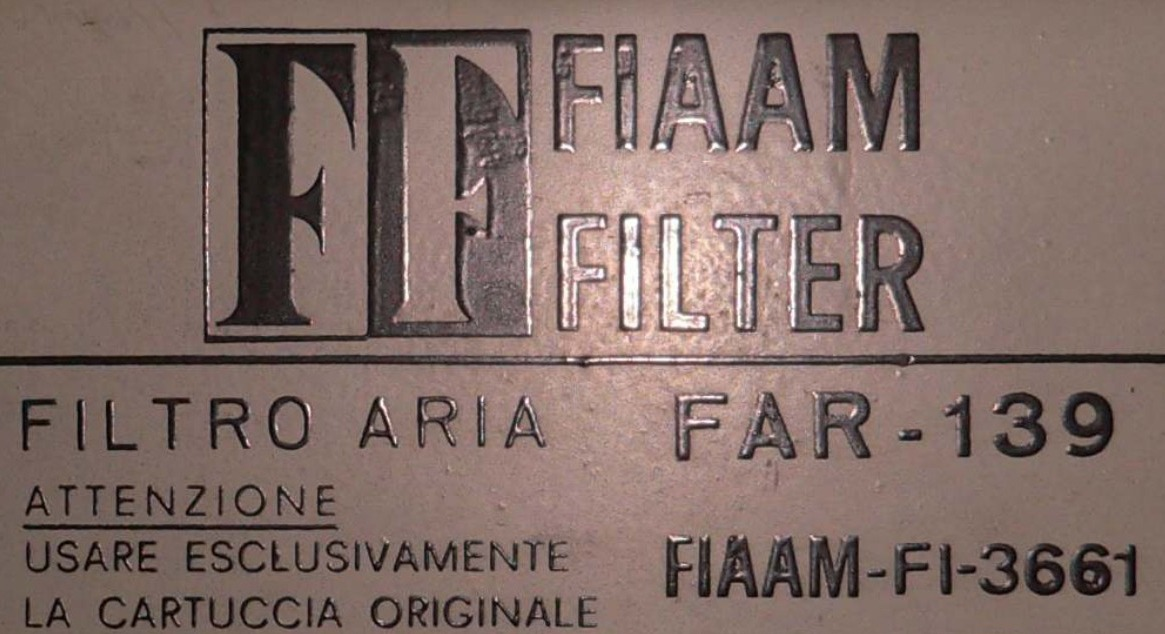 FF
FIAAM
FILTER
FILTRO ARIA FAR-139
ATTENZIONE
USARE ESCLUSIVAMENTE
LA CARTUCCIA ORIGINALE
FIAAM-FI-3661